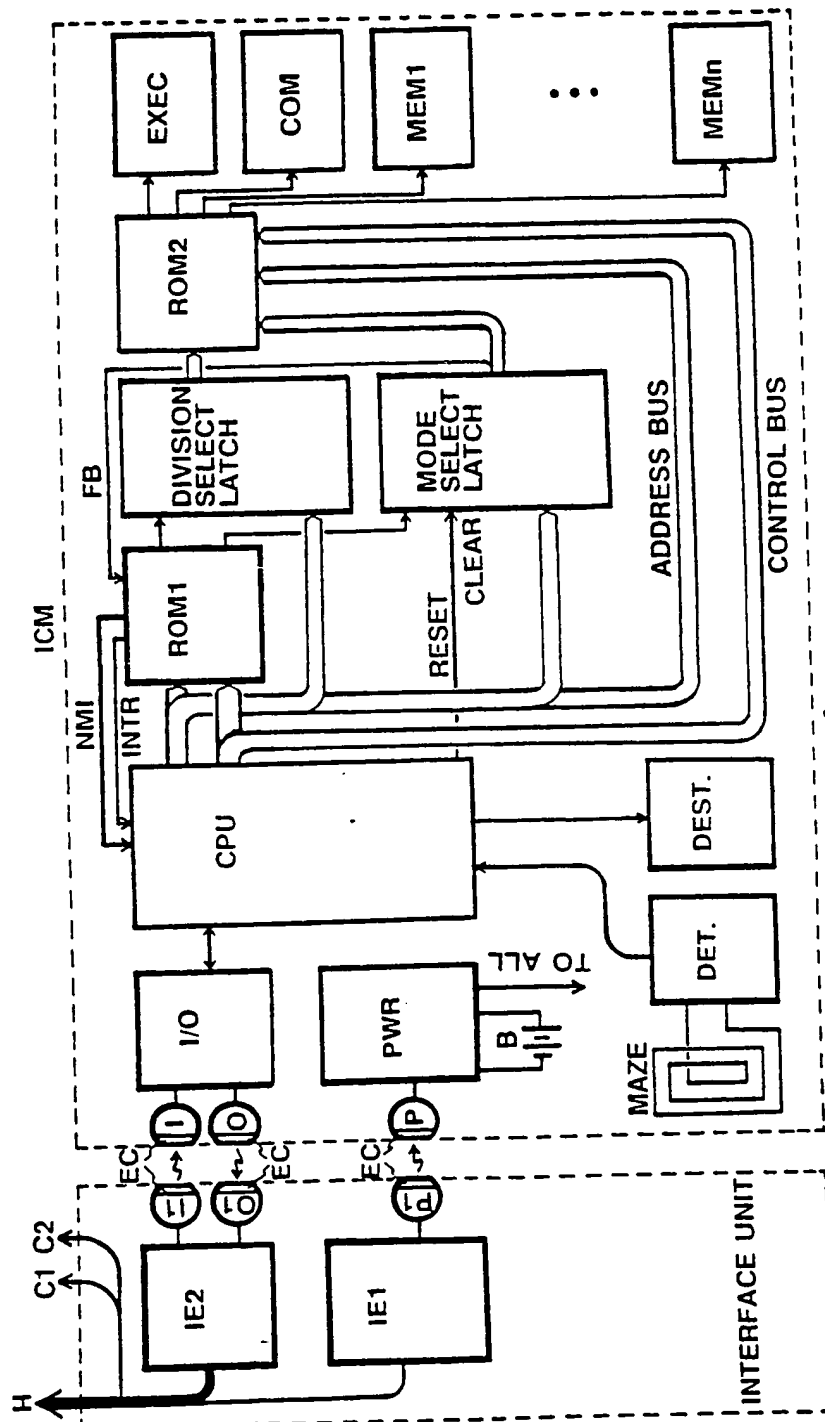 ICM
FB
NMI
INTR
EXEC
COM
MEM1
MEMn
ROM2
DIVISION
SELECT
LATCH
MODE
SELECT
LATCH
ROM1
RESET
CLEAR
ADDRESS BUS
CONTROL BUS
CPU
I/O
PWR
B
TO ALL
DET.
DEST.
MAZE
I
O
P
EC
EC
EC
I1
O1
P1
H
C1 C2
IE2
IE1
INTERFACE UNIT